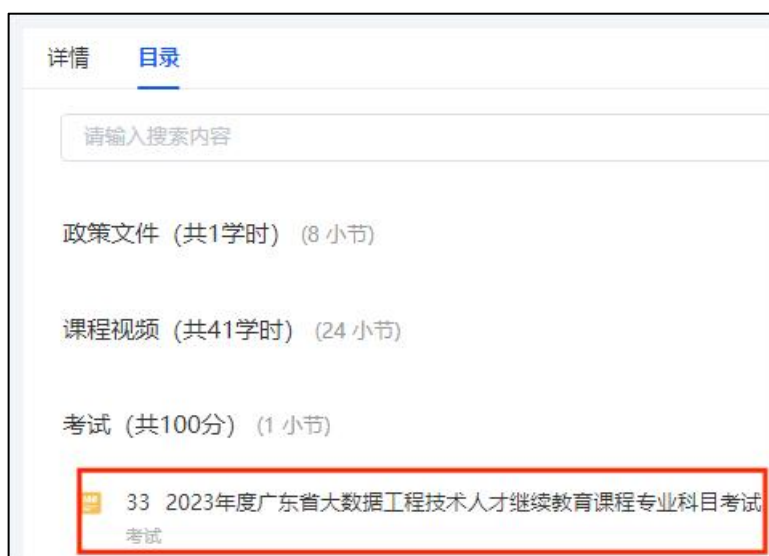 详情 目录
请输入搜索内容
政策文件（共1学时） (8 小节)
课程视频（共41学时） (24 小节)
考试（共100分） (1 小节)
33 2023年度广东省大数据工程技术人才继续教育课程专业科目考试
考试